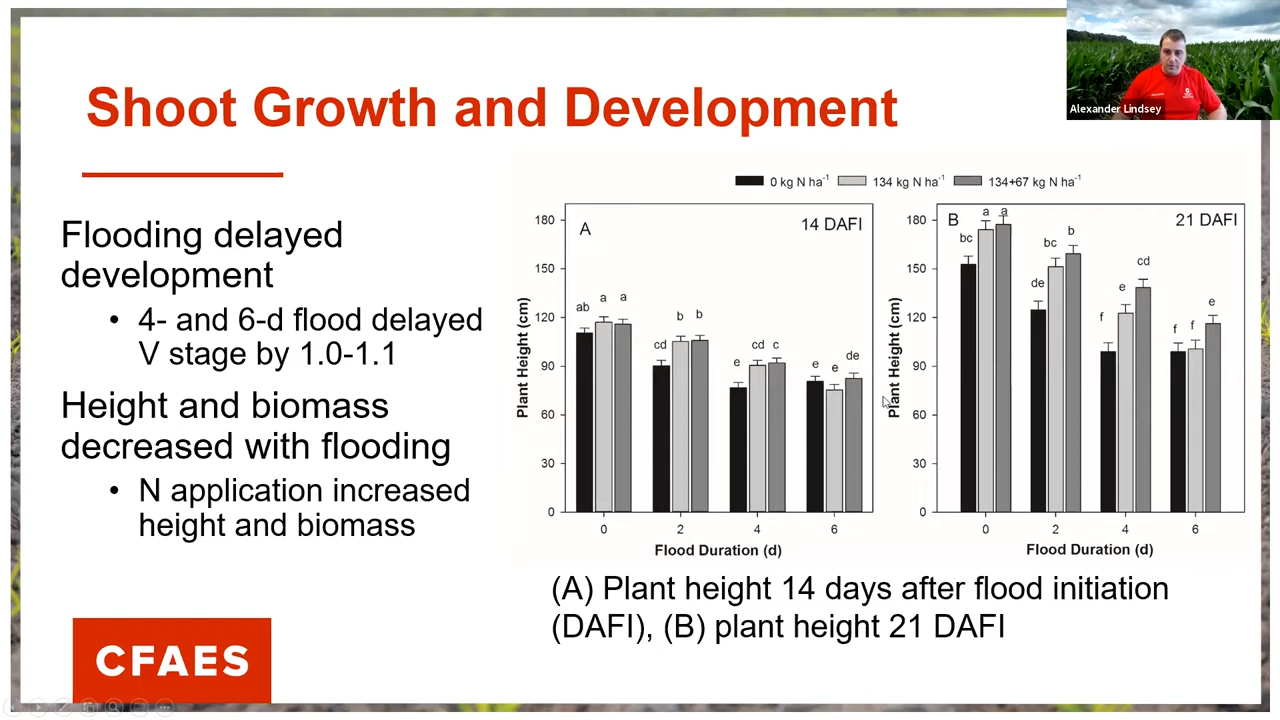 Shoot Growth and Development
Alexander Lindsey
Flooding delayed
development
• 4- and 6-d flood delayed
V stage by 1.0-1.1
Height and biomass
decreased with flooding
• N application increased
height and biomass
0 kg N ha⁻¹ 134 kg N ha⁻¹ 134+67 kg N ha⁻¹
A 14 DAFI
Plant Height (cm)
180
150
120
90
60
30
0
ab a a
cd b b
e cd c
e e de
0 2 4 6
Flood Duration (d)
B 21 DAFI
Plant Height (cm)
180
150
120
90
60
30
0
bc a a
de bc b
f e cd
f f e
0 2 4 6
Flood Duration (d)
(A) Plant height 14 days after flood initiation
(DAFI), (B) plant height 21 DAFI
CFAES